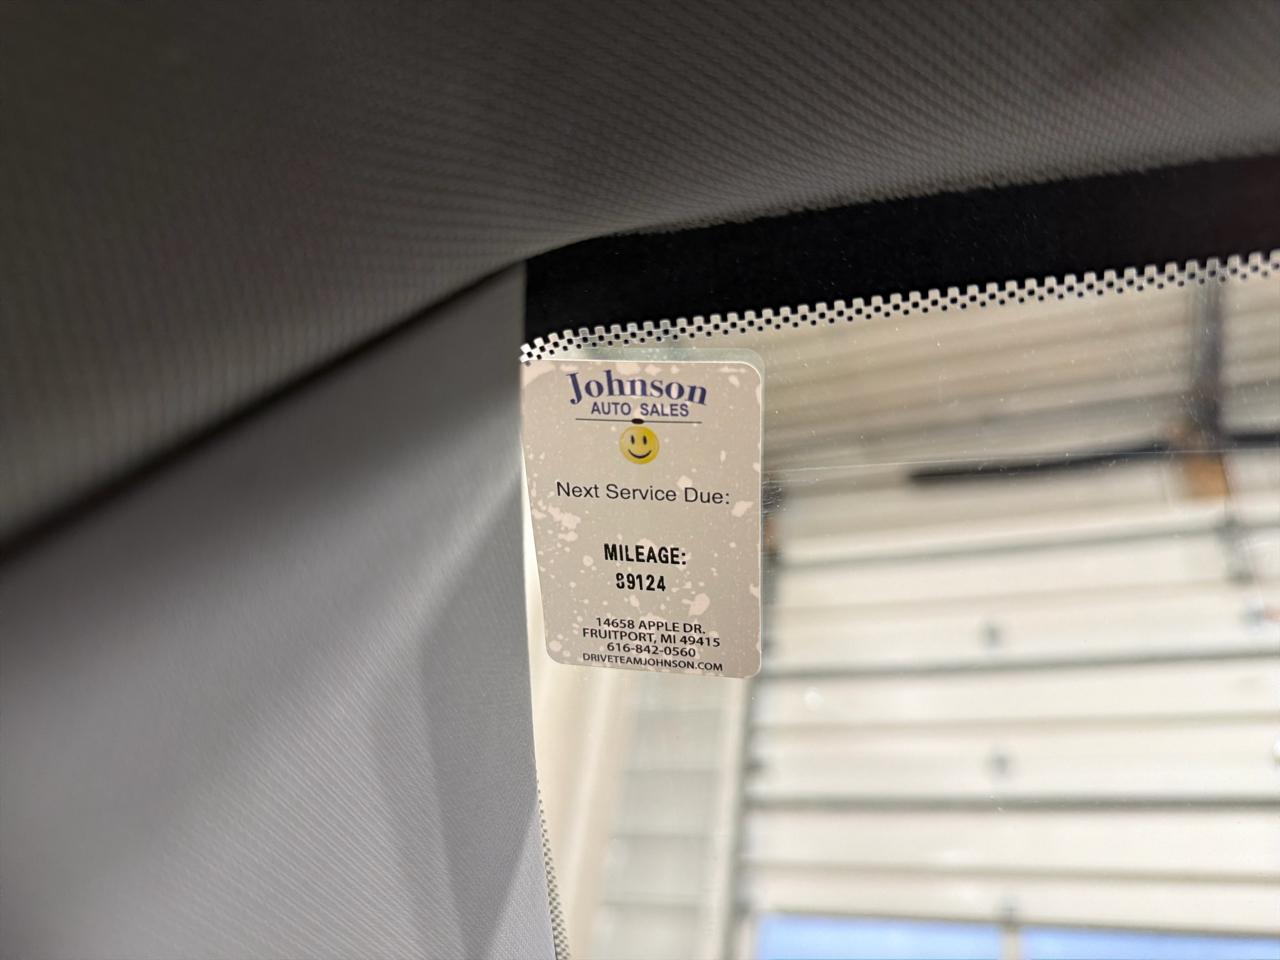 Johnson
AUTO SALES
Next Service Due:
MILEAGE:
89124
14658 APPLE DR.
FRUITPORT, MI 49415
616-842-0560
DRIVETEAMJOHNSON.COM